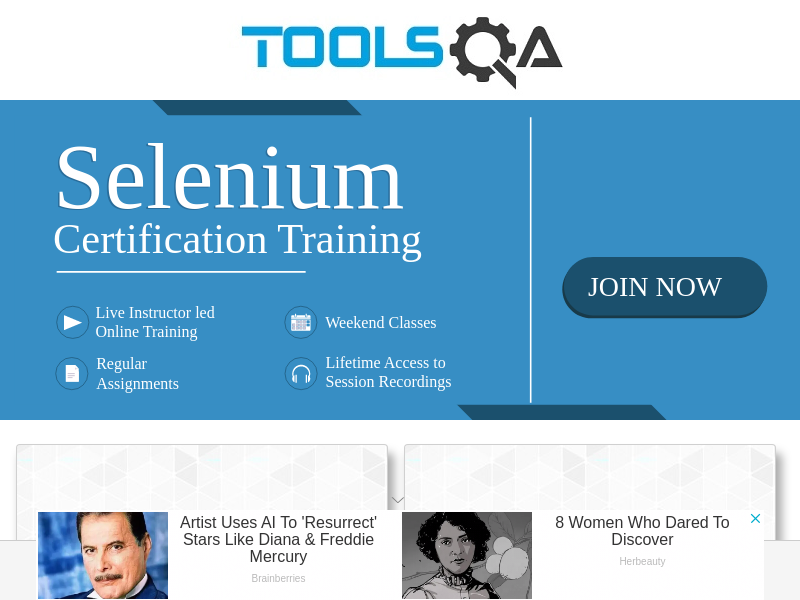 TOOLSQA
Selenium
Certification Training
JOIN NOW
Live Instructor led
Online Training
Weekend Classes
Regular
Assignments
Lifetime Access to
Session Recordings
Artist Uses AI To 'Resurrect'
Stars Like Diana & Freddie
Mercury
Brainberries
8 Women Who Dared To
Discover
Herbeauty